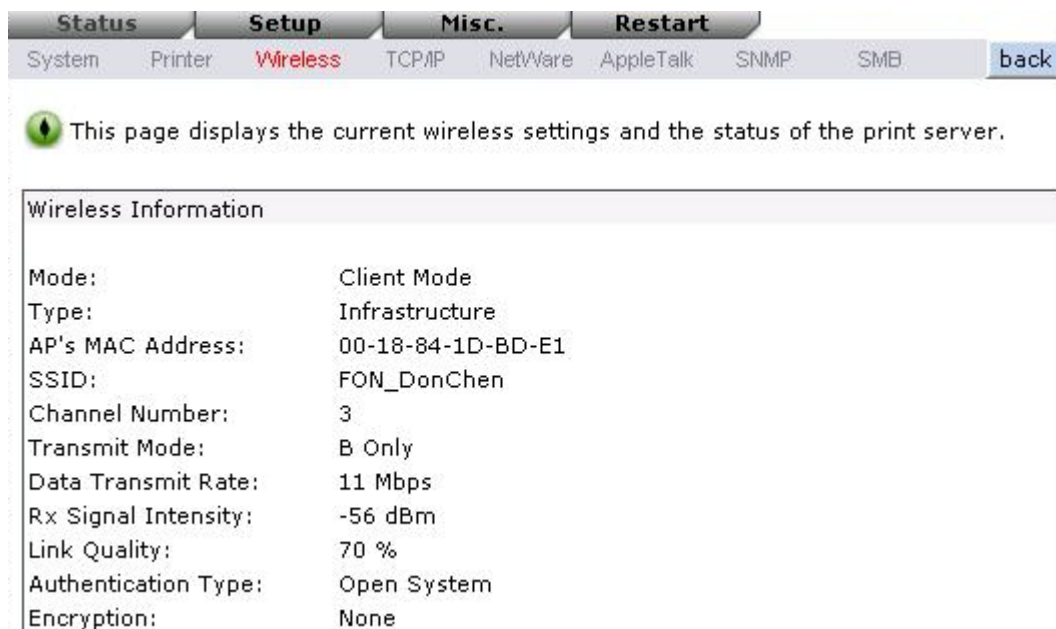 Status Setup Misc. Restart
System Printer Wireless TCP/IP NetWare AppleTalk SNMP SMB back
This page displays the current wireless settings and the status of the print server.
Wireless Information
Mode: Client Mode
Type: Infrastructure
AP's MAC Address: 00-18-84-1D-BD-E1
SSID: FON_DonChen
Channel Number: 3
Transmit Mode: B Only
Data Transmit Rate: 11 Mbps
Rx Signal Intensity: -56 dBm
Link Quality: 70 %
Authentication Type: Open System
Encryption: None